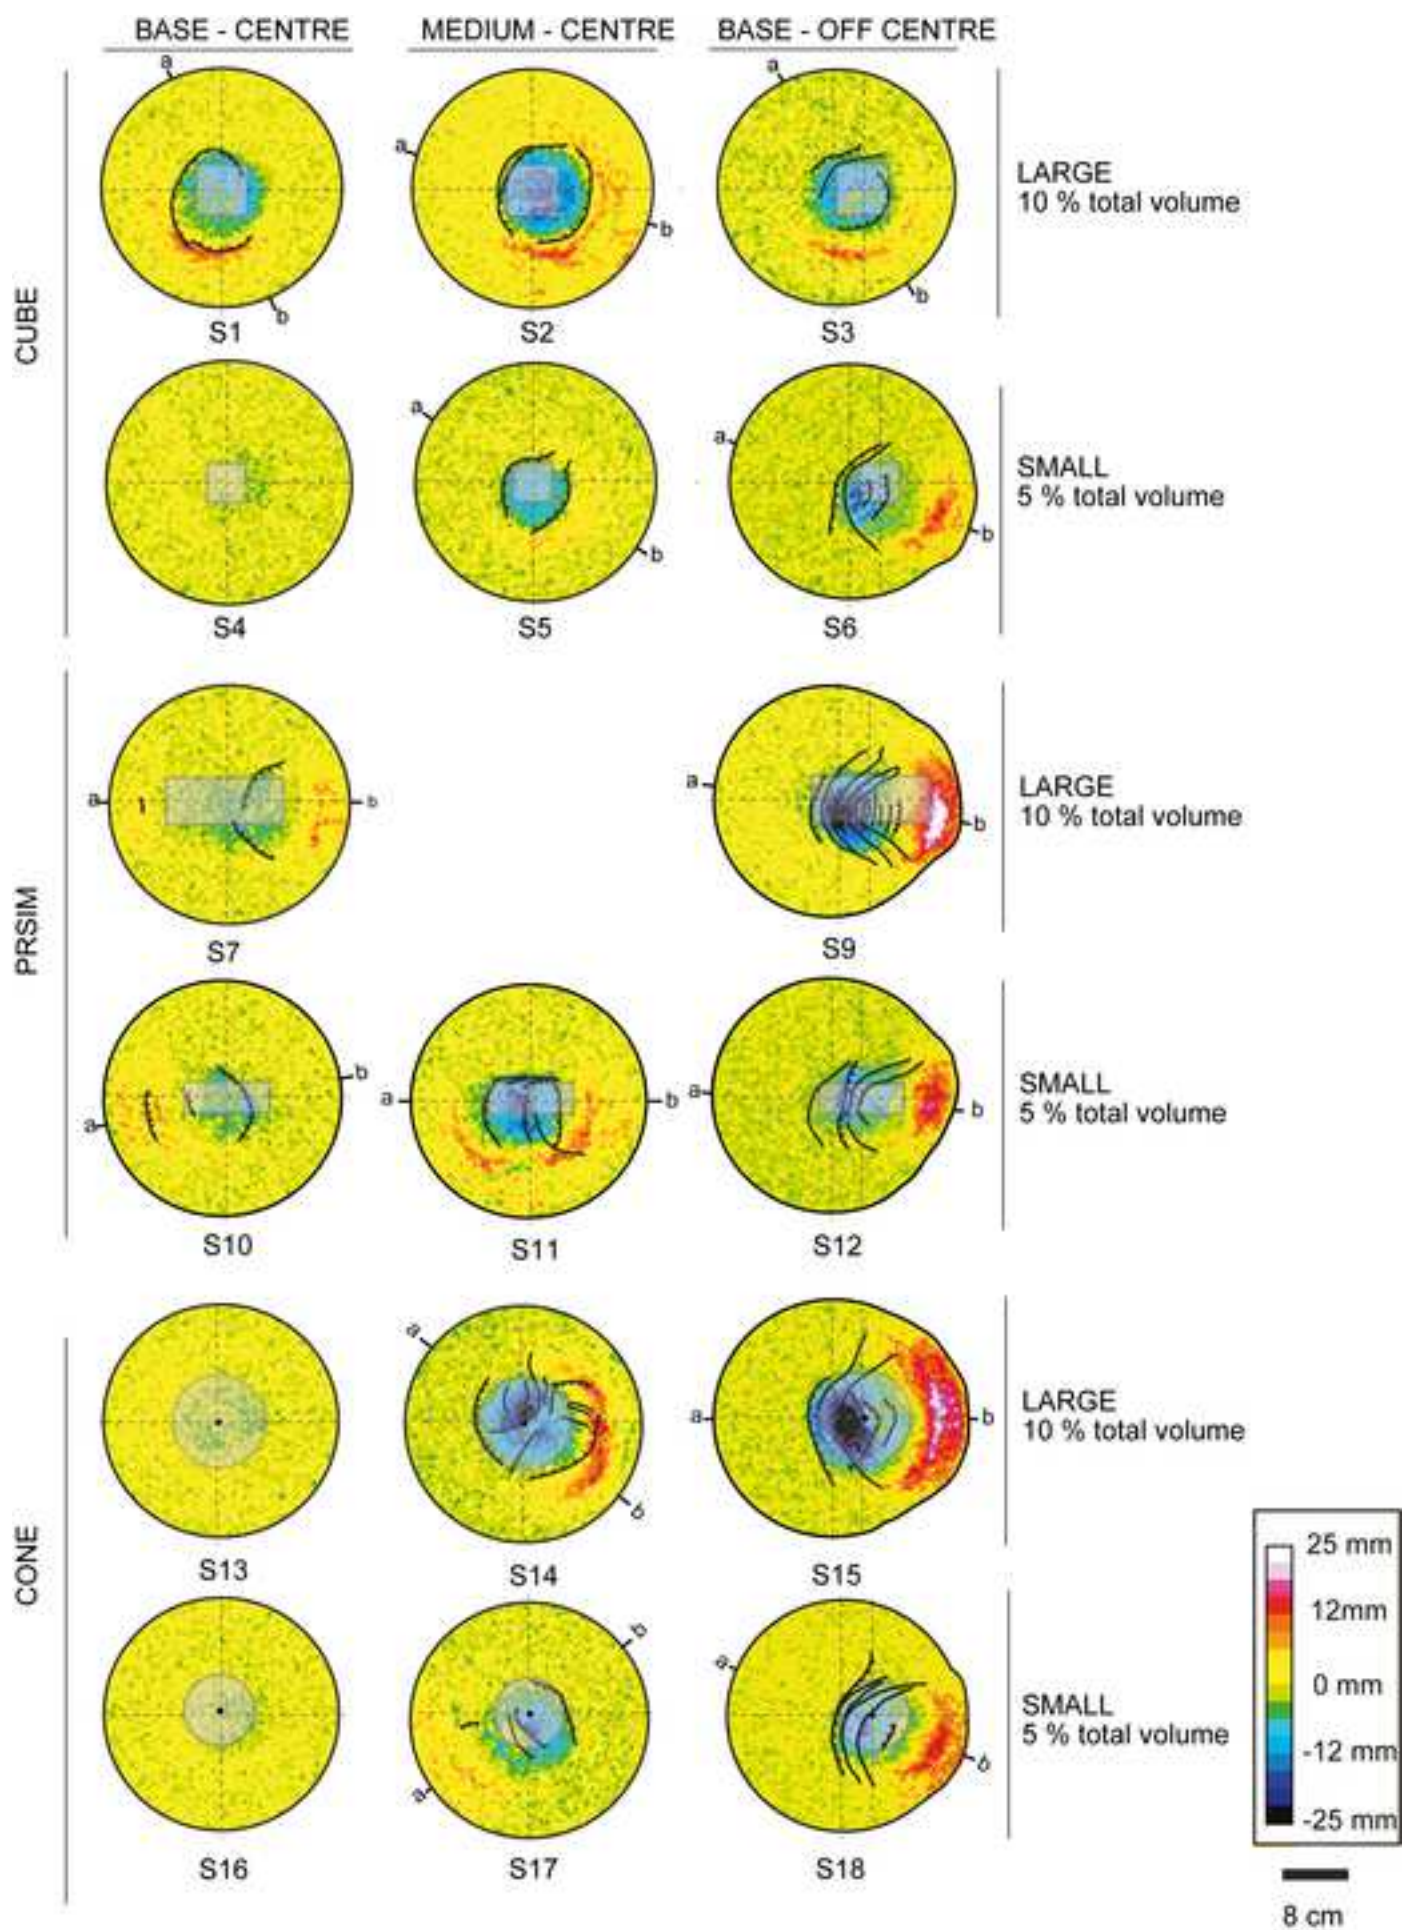 BASE - CENTRE MEDIUM - CENTRE BASE - OFF CENTRE
CUBE
a b a b a b
LARGE
10 % total volume
S1 S2 S3
a b a b
SMALL
5 % total volume
S4 S5 S6
PRSIM
a b a b
LARGE
10 % total volume
S7 S9
a b a b a b
SMALL
5 % total volume
S10 S11 S12
CONE
a b a b
LARGE
10 % total volume
S13 S14 S15
a b a b
SMALL
5 % total volume
S16 S17 S18
25 mm
12mm
0 mm
-12 mm
-25 mm
8 cm